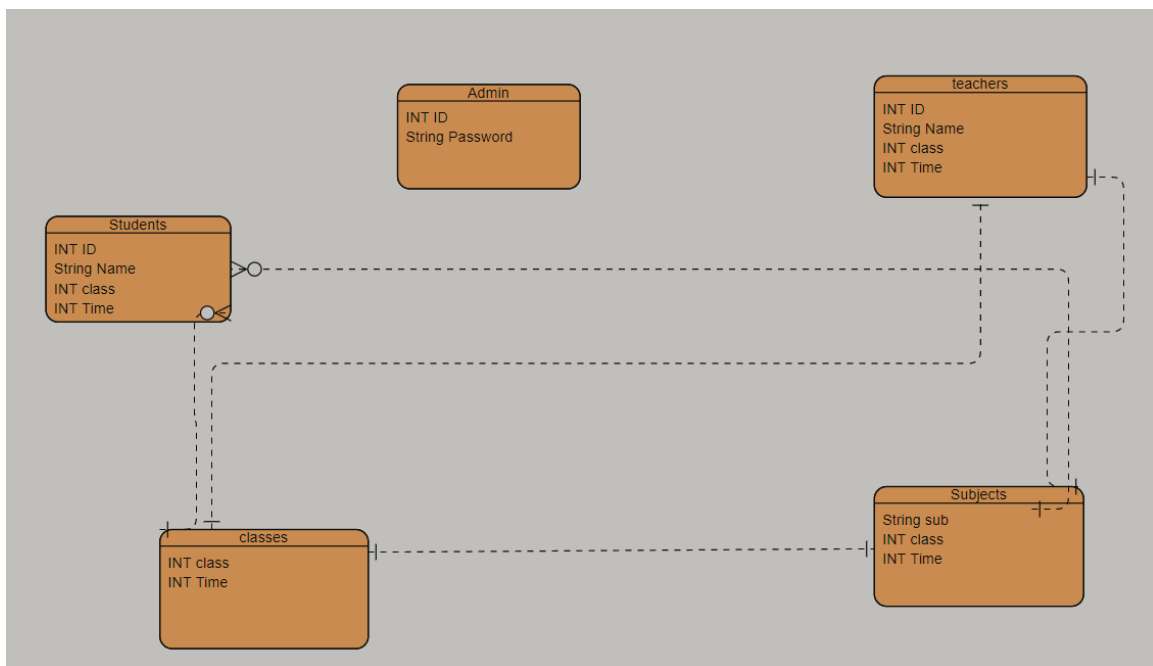 Admin
INT ID
String Password
teachers
INT ID
String Name
INT class
INT Time
Students
INT ID
String Name
INT class
INT Time
classes
INT class
INT Time
Subjects
String sub
INT class
INT Time